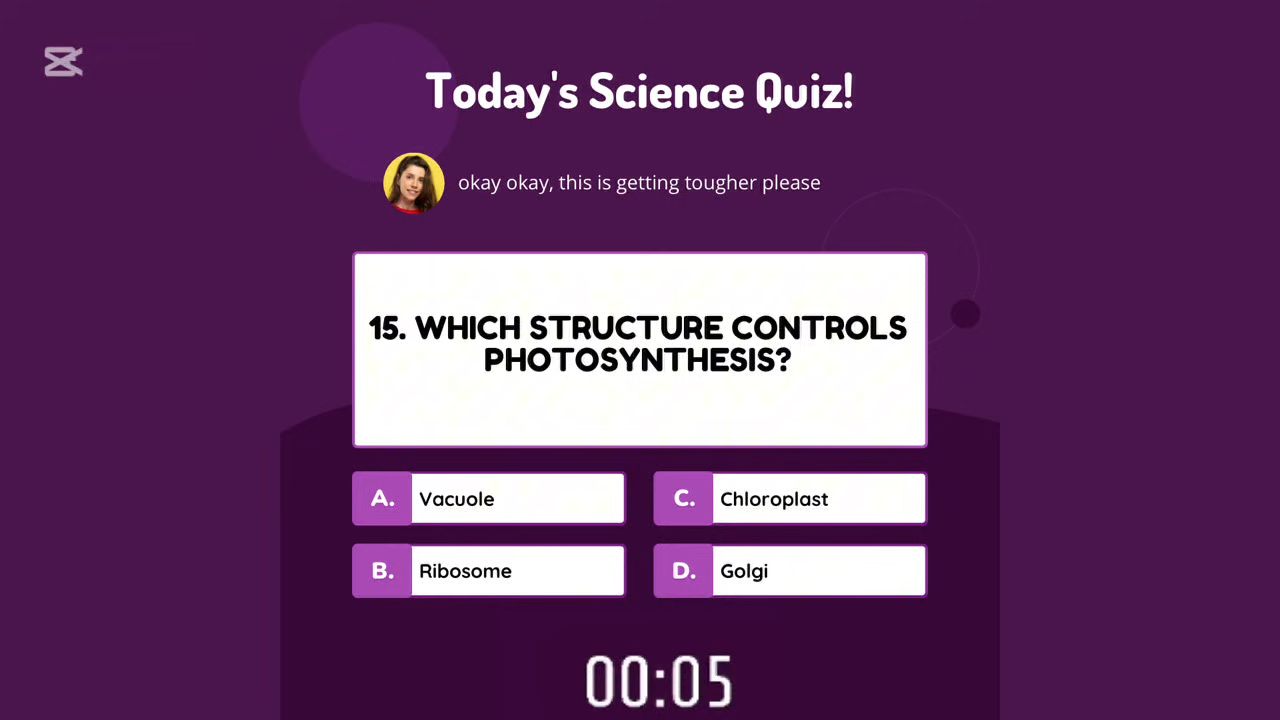 Today's Science Quiz!
okay okay, this is getting tougher please
15. WHICH STRUCTURE CONTROLS
PHOTOSYNTHESIS?
A. Vacuole
C. Chloroplast
B. Ribosome
D. Golgi
00:05